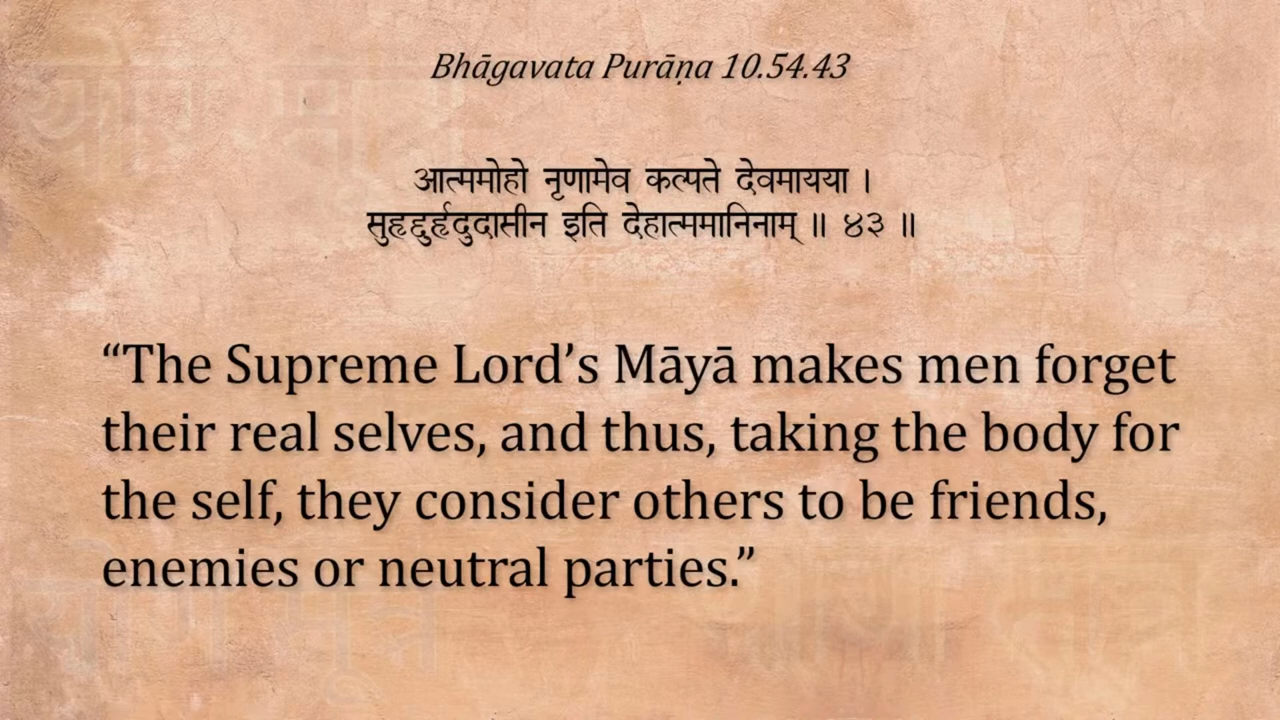 Bhāgavata Purāṇa 10.54.43
आत्ममोहो नृणामेव कल्पते देवमायया ।
सुहृद्दुर्हृदुदासीन इति देहात्ममानिनाम् ॥ ४३ ॥
“The Supreme Lord’s Māyā makes men forget
their real selves, and thus, taking the body for
the self, they consider others to be friends,
enemies or neutral parties.”